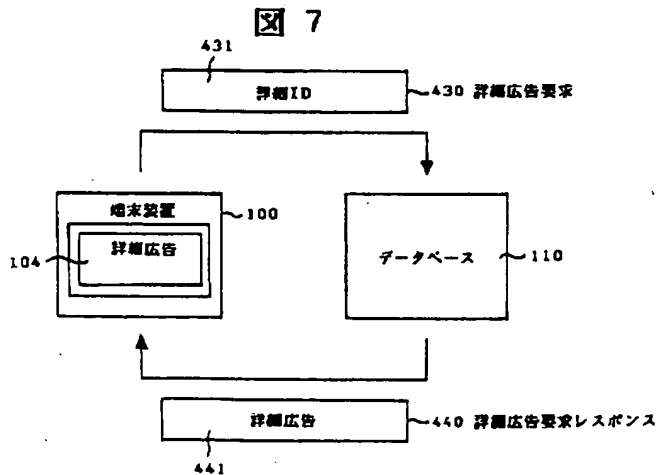 図 7
431
詳細ID
430 詳細広告要求
端末装置
100
詳細広告
104
データベース
110
詳細広告
440 詳細広告要求レスポンス
441